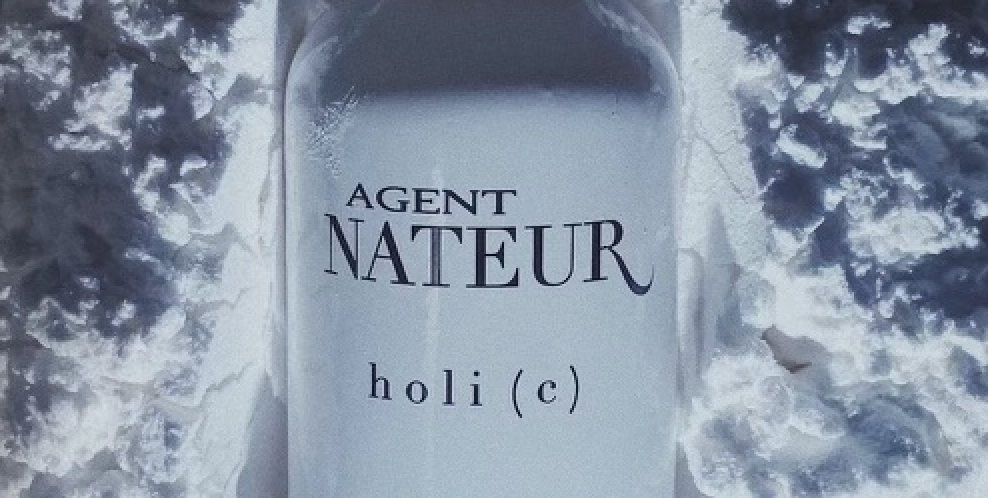 AGENT
NATEUR
holi (c)